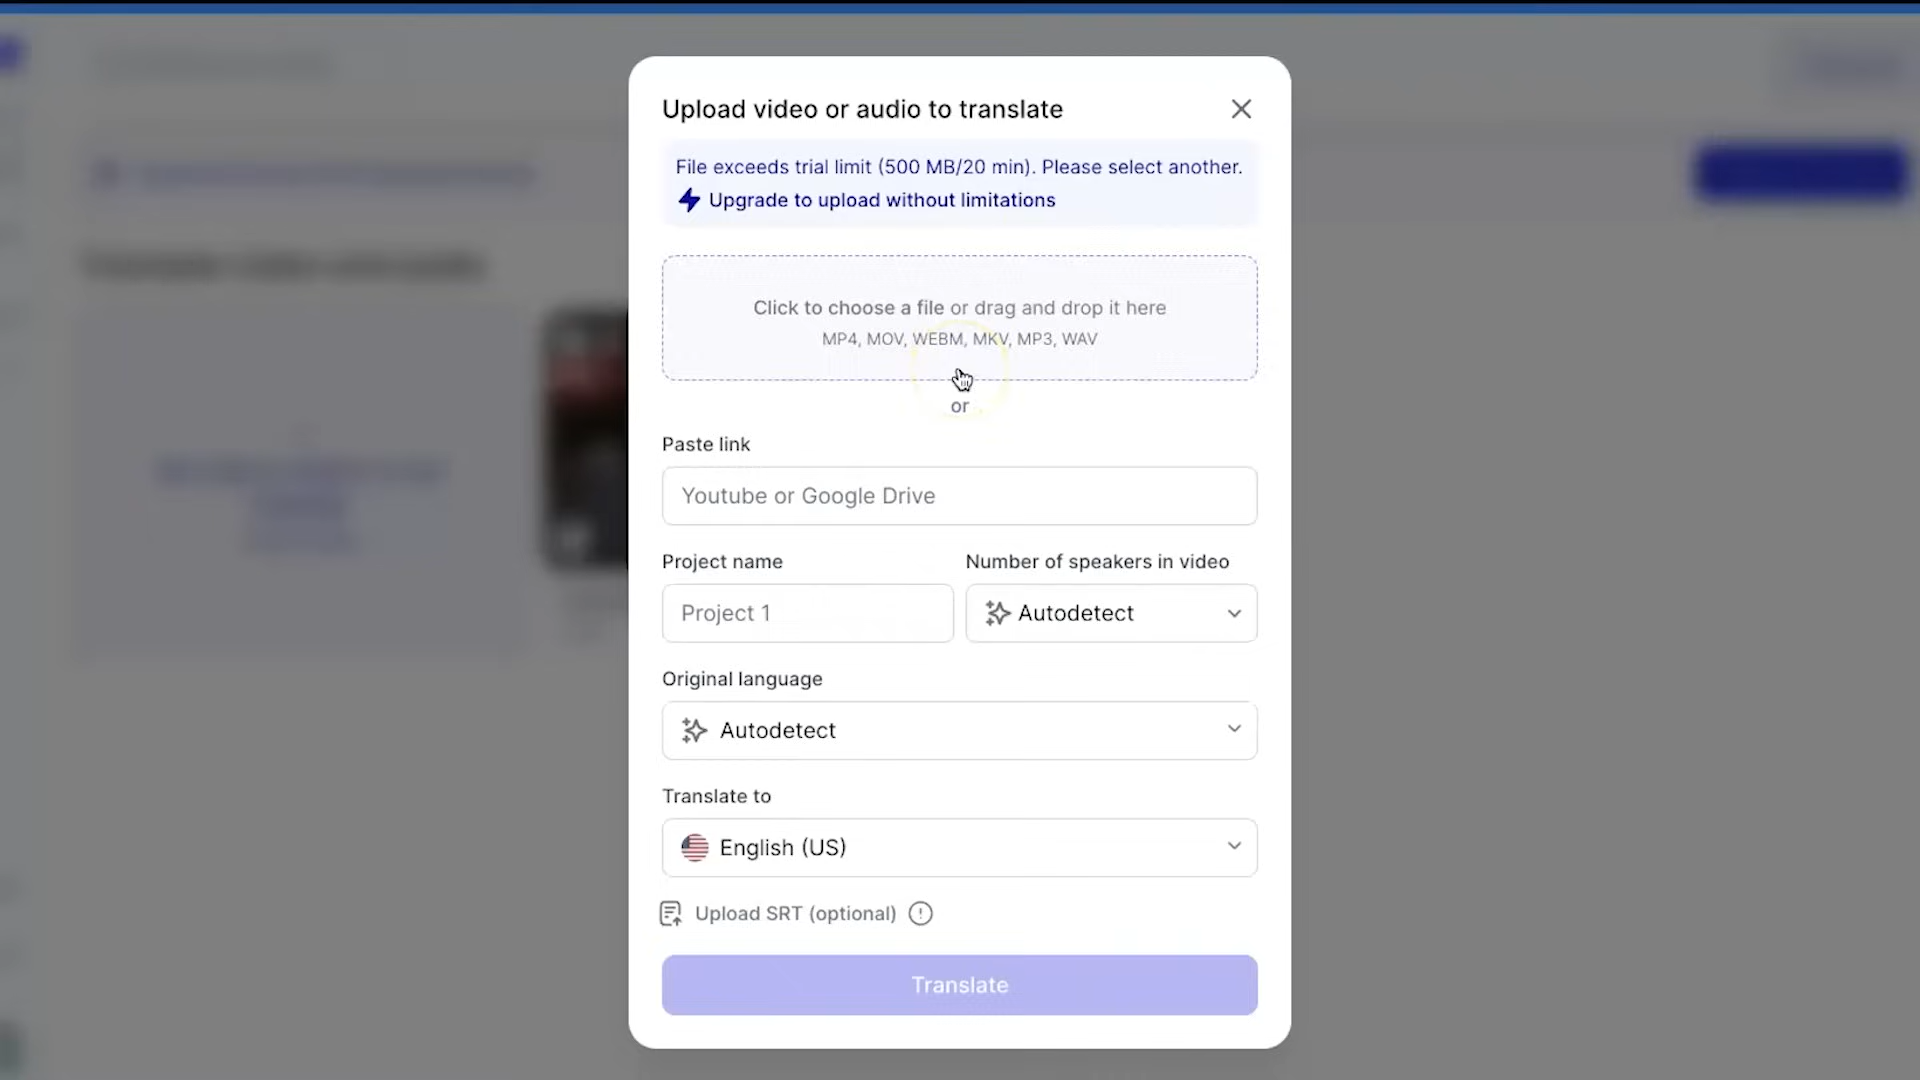 Upload video or audio to translate
File exceeds trial limit (500 MB/20 min). Please select another.
Upgrade to upload without limitations
Click to choose a file or drag and drop it here
MP4, MOV, WEBM, MKV, MP3, WAV
or
Paste link
Youtube or Google Drive
Project name
Number of speakers in video
Project 1
Autodetect
Original language
Autodetect
Translate to
English (US)
Upload SRT (optional)
Translate